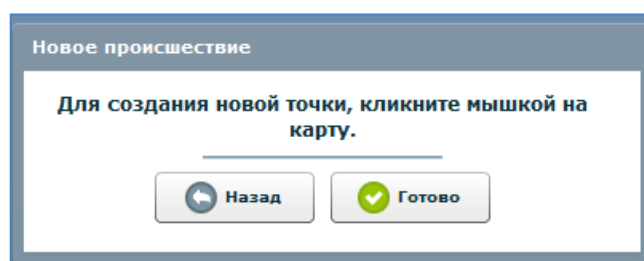 Новое происшествие
Для создания новой точки, кликните мышкой на
карту.
Назад
Готово